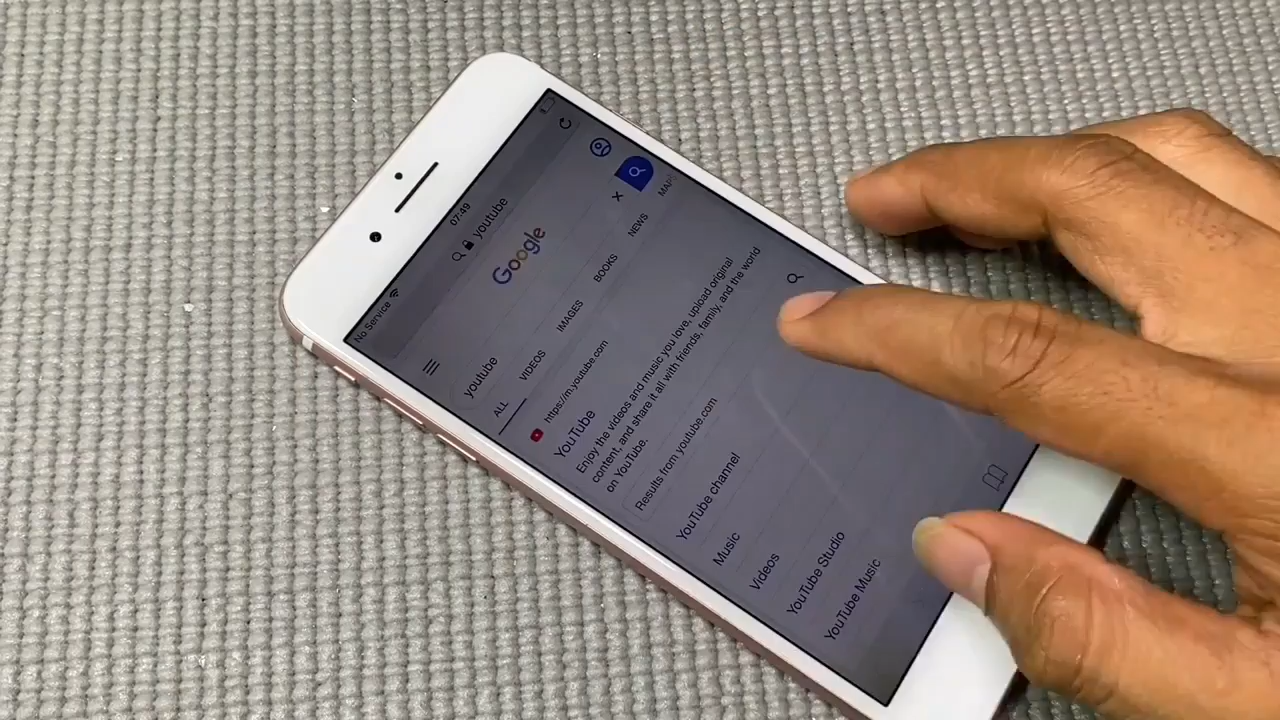 No Service 07:49
youtube
Google
youtube
ALL VIDEOS IMAGES BOOKS NEWS MAP
https://m.youtube.com
YouTube
Enjoy the videos and music you love, upload original
content, and share it all with friends, family, and the world
on YouTube.
Results from youtube.com
YouTube channel
Music
Videos
YouTube Studio
YouTube Music